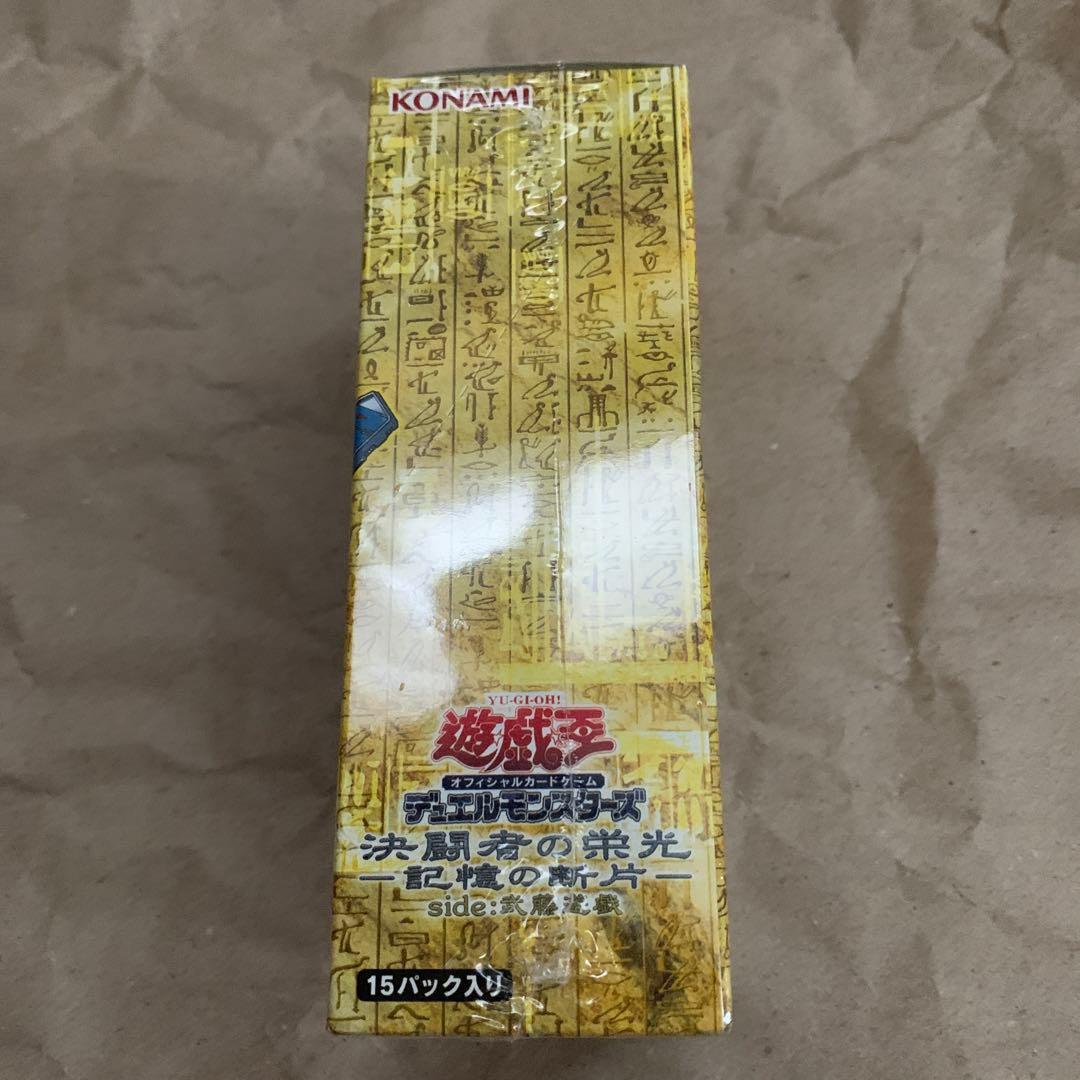 KONAMI
YU-GI-OH!
遊戯王
オフィシャルカードゲーム
デュエルモンスターズ
決闘者の栄光
―記憶の断片―
side:武藤遊戯
15パック入り